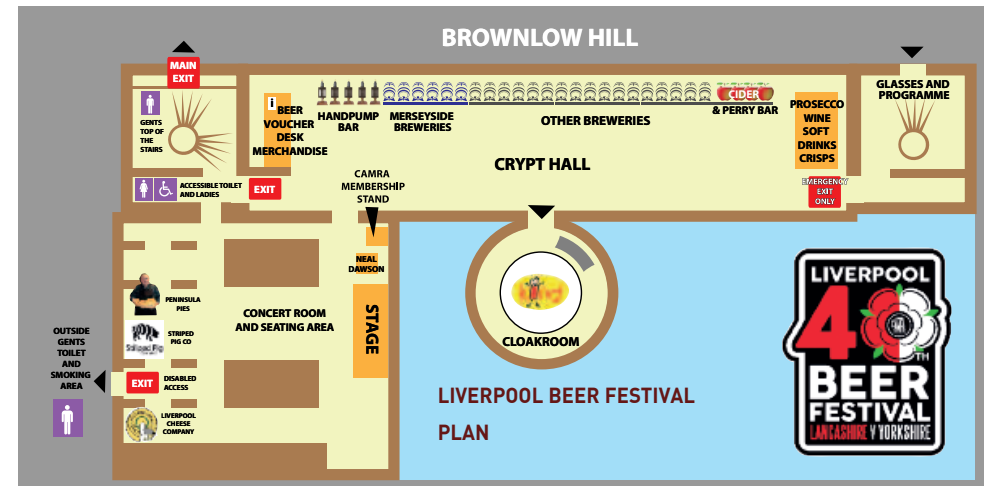 BROWNLOW HILL
MAIN
EXIT
GENTS
TOP OF
THE
STAIRS
i
BEER
VOUCHER
DESK
MERCHANDISE
HANDPUMP
BAR
MERSEYSIDE
BREWERIES
OTHER BREWERIES
CIDER
& PERRY BAR
PROSECCO
WINE
SOFT
DRINKS
CRISPS
GLASSES AND
PROGRAMME
CRYPT HALL
ACCESSIBLE TOILET
AND LADIES
EXIT
CAMRA
MEMBERSHIP
STAND
EMERGENCY
EXIT
ONLY
NEAL
DAWSON
STAGE
CONCERT ROOM
AND SEATING AREA
CLOAKROOM
PENINSULA
PIES
Striped Pig
STRIPED
PIG CO
OUTSIDE
GENTS
TOILET
AND
SMOKING
AREA
EXIT
DISABLED
ACCESS
LIVERPOOL
CHEESE
COMPANY
LIVERPOOL BEER FESTIVAL
PLAN
LIVERPOOL
40
TH
BEER
FESTIVAL
LANCASHIRE V YORKSHIRE